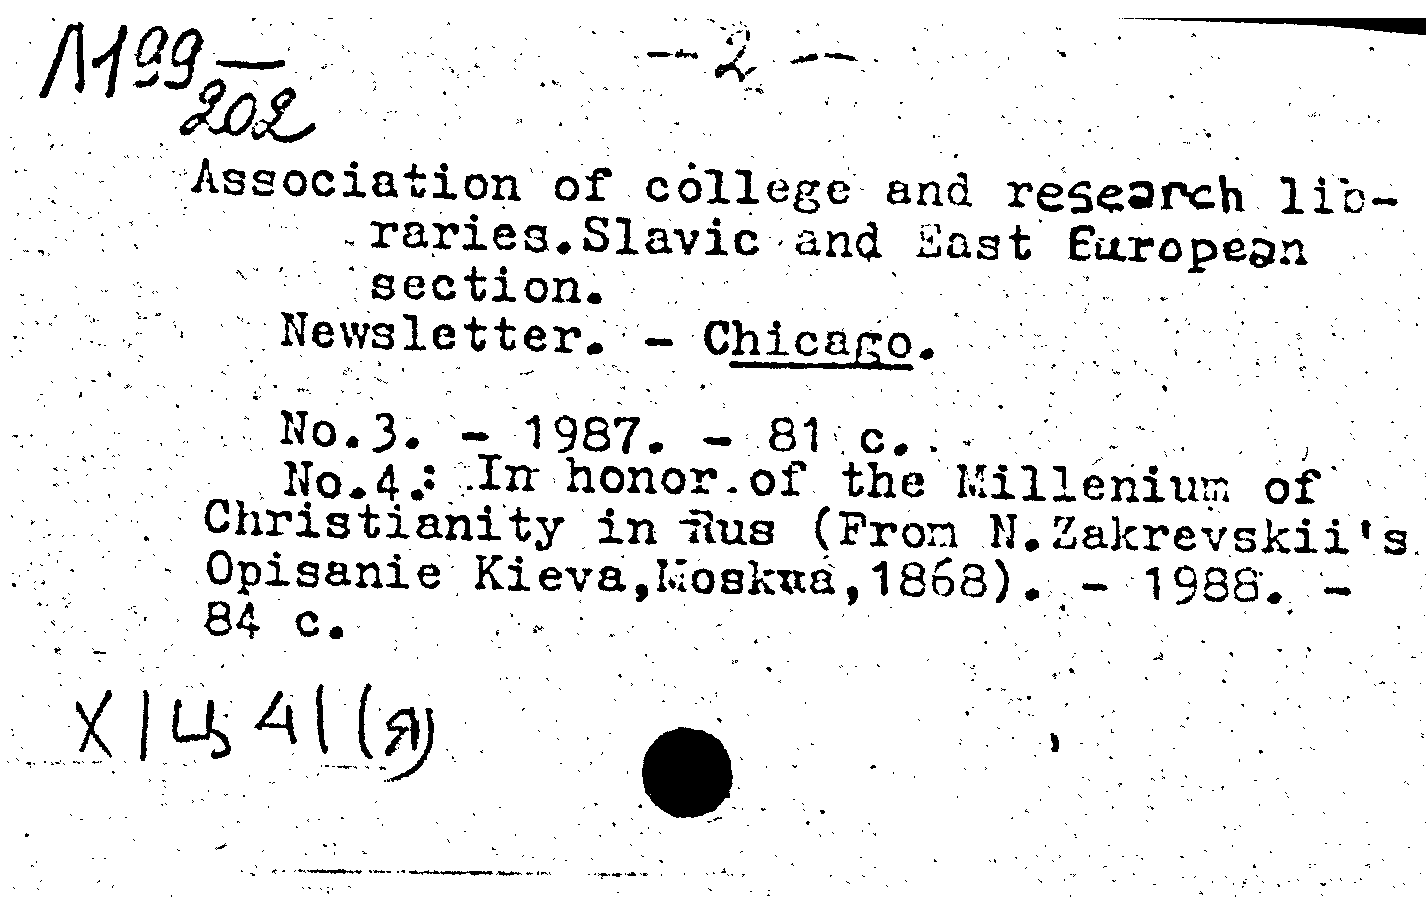 Л199—
202
— 2 —
Association of college and research lib-
raries.Slavic and East European
section.
Newsletter. - Chicago.
No.3. - 1987. - 81 c.
No.4.: In honor of the Millenium of
Christianity in Rus (From N.Zakrevskii's
Opisanie Kieva,Moskwa,1868). - 1988. -
84 c.
X|Ц41(Я)